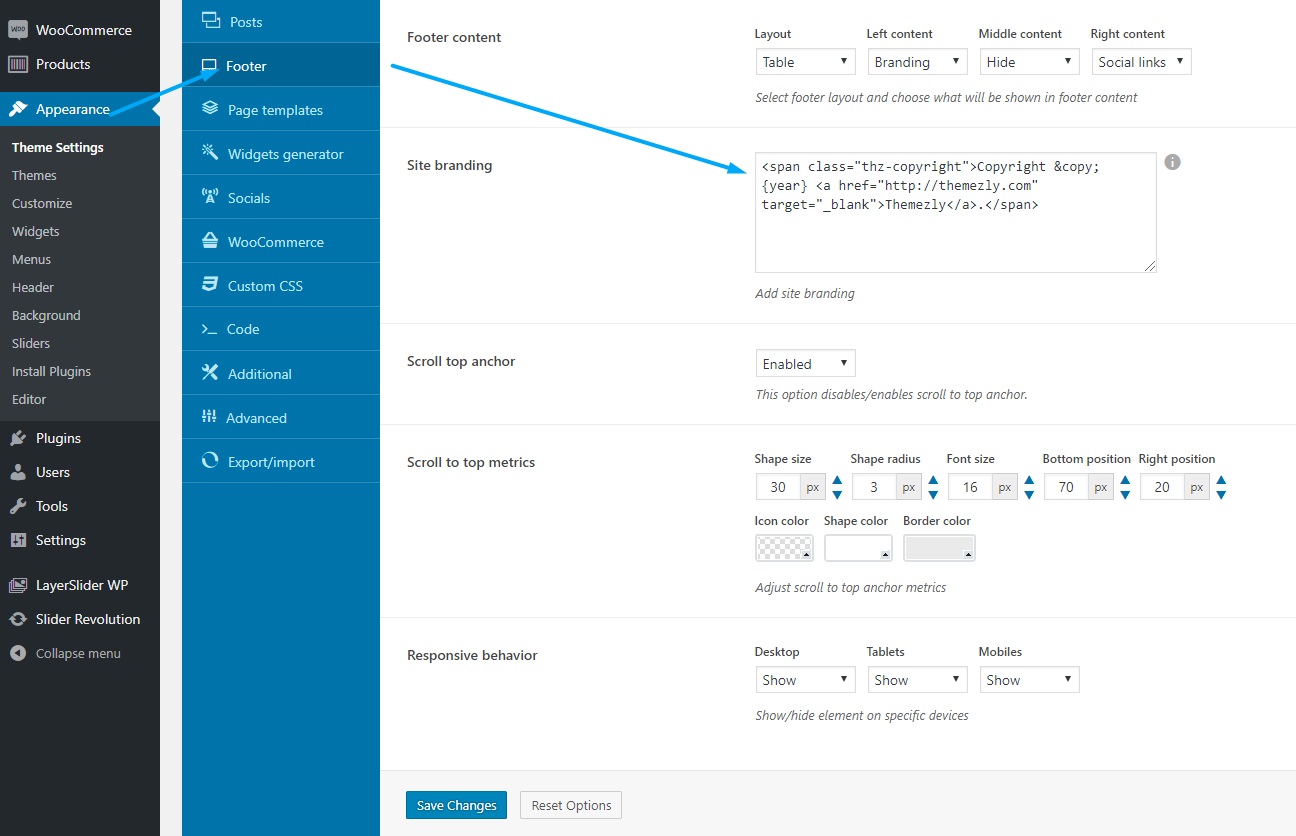 WooCommerce
Products
Appearance
Theme Settings
Themes
Customize
Widgets
Menus
Header
Background
Sliders
Install Plugins
Editor
Plugins
Users
Tools
Settings
LayerSlider WP
Slider Revolution
Collapse menu
Posts
Footer
Page templates
Widgets generator
Socials
WooCommerce
Custom CSS
Code
Additional
Advanced
Export/import
Footer content
Layout Left content Middle content Right content
Table Branding Hide Social links
Select footer layout and choose what will be shown in footer content
Site branding
<span class="thz-copyright">Copyright &copy;
{year} <a href="http://themezly.com"
target="_blank">Themezly</a>.</span>
Add site branding
Scroll top anchor
Enabled
This option disables/enables scroll to top anchor.
Scroll to top metrics
Shape size Shape radius Font size Bottom position Right position
30 px 3 px 16 px 70 px 20 px
Icon color Shape color Border color
Adjust scroll to top anchor metrics
Responsive behavior
Desktop Tablets Mobiles
Show Show Show
Show/hide element on specific devices
Save Changes Reset Options